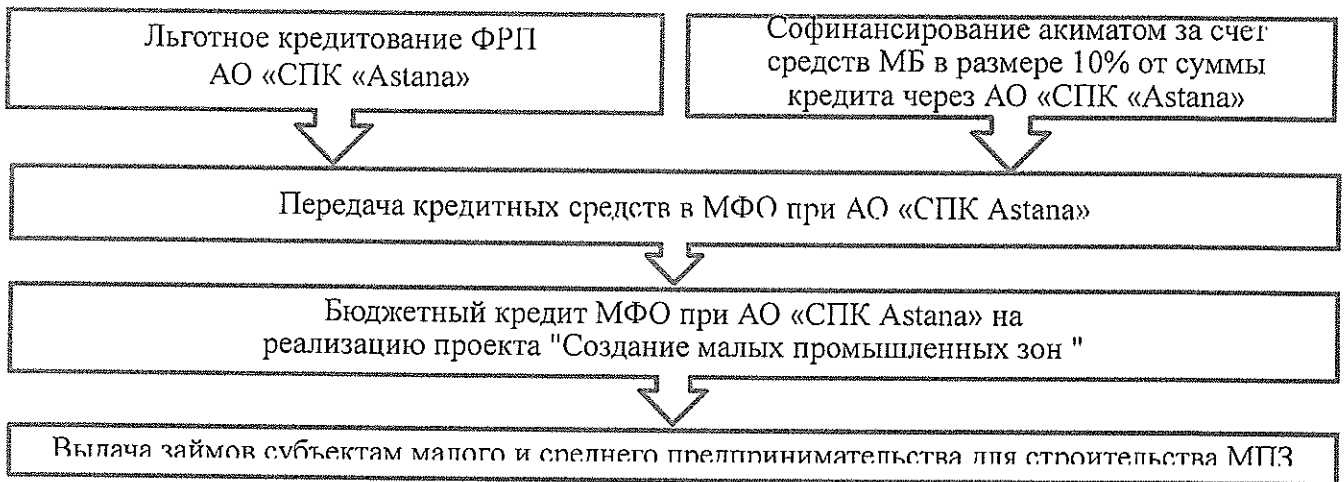 Льготное кредитование ФРП
АО «СПК «Astana»
Софинансирование акиматом за счет
средств МБ в размере 10% от суммы
кредита через АО «СПК «Astana»
Передача кредитных средств в МФО при АО «СПК Astana»
Бюджетный кредит МФО при АО «СПК Astana» на
реализацию проекта "Создание малых промышленных зон "
Выдача займов субъектам малого и среднего предпринимательства для строительства МПЗ